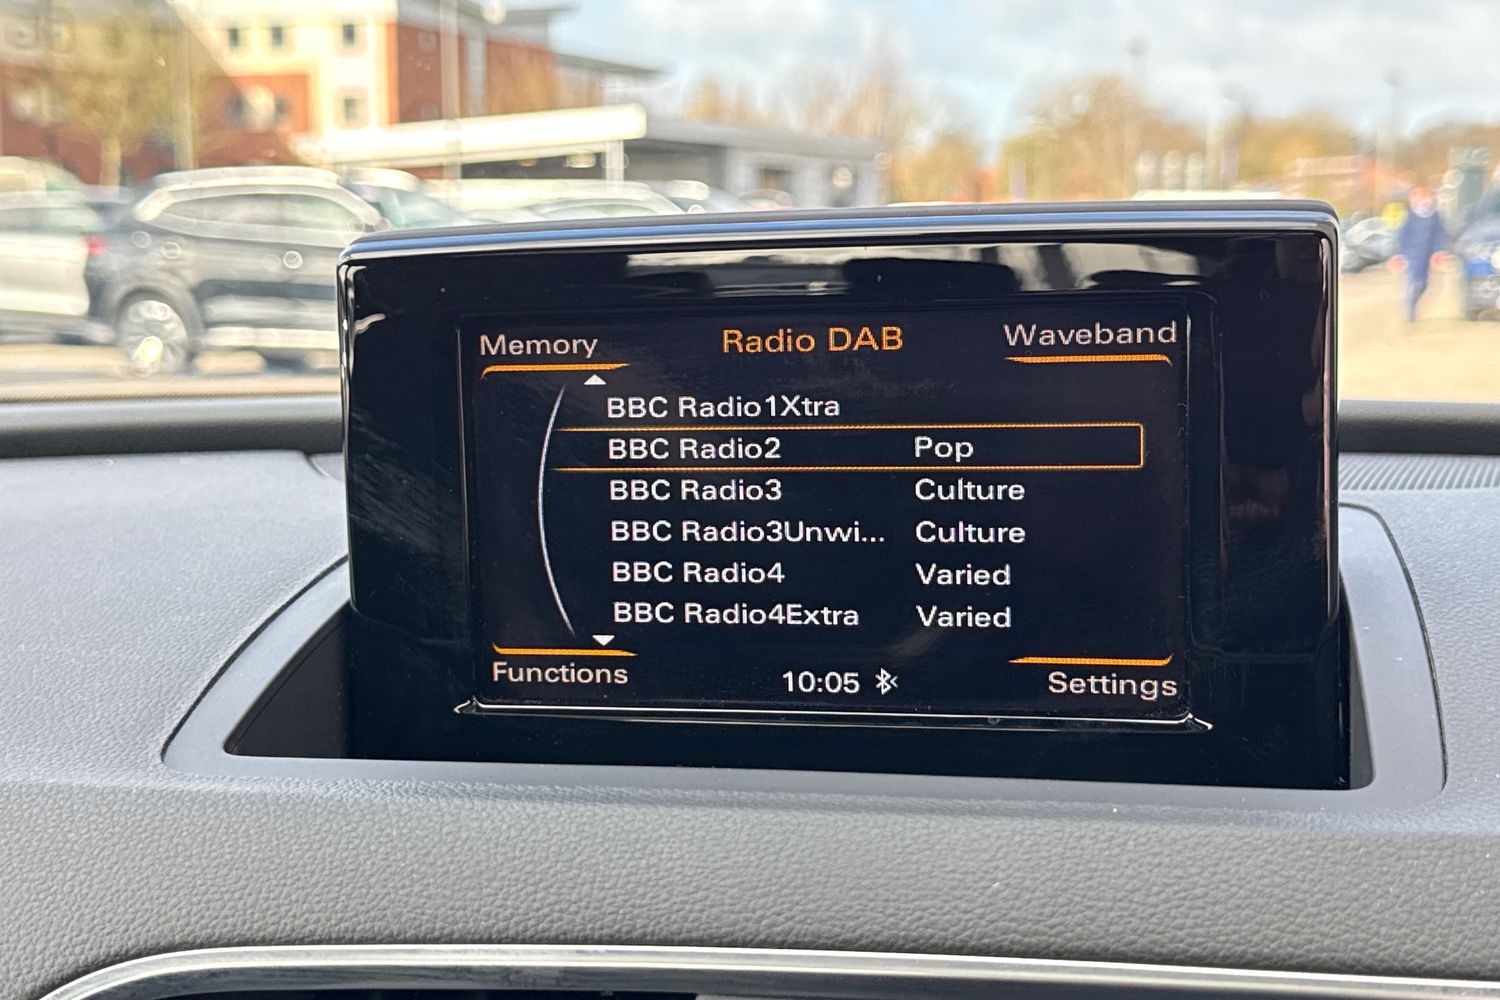 Memory Radio DAB Waveband
BBC Radio1Xtra
BBC Radio2 Pop
BBC Radio3 Culture
BBC Radio3Unwi... Culture
BBC Radio4 Varied
BBC Radio4Extra Varied
Functions 10:05 Settings